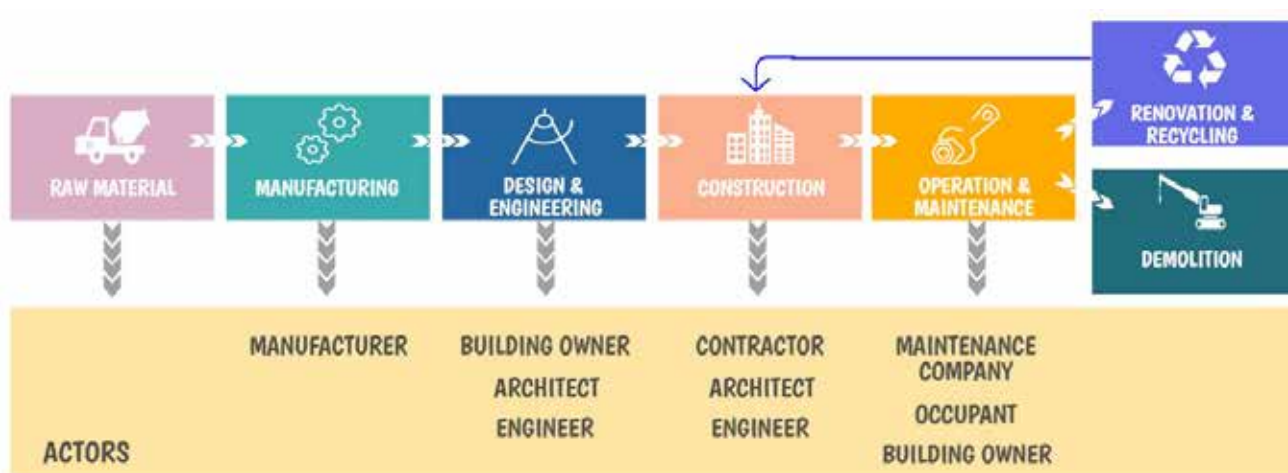 RAW MATERIAL
MANUFACTURING
DESIGN &
ENGINEERING
CONSTRUCTION
OPERATION &
MAINTENANCE
RENOVATION &
RECYCLING
DEMOLITION
MANUFACTURER
BUILDING OWNER
ARCHITECT
ENGINEER
CONTRACTOR
ARCHITECT
ENGINEER
MAINTENANCE
COMPANY
OCCUPANT
BUILDING OWNER
ACTORS